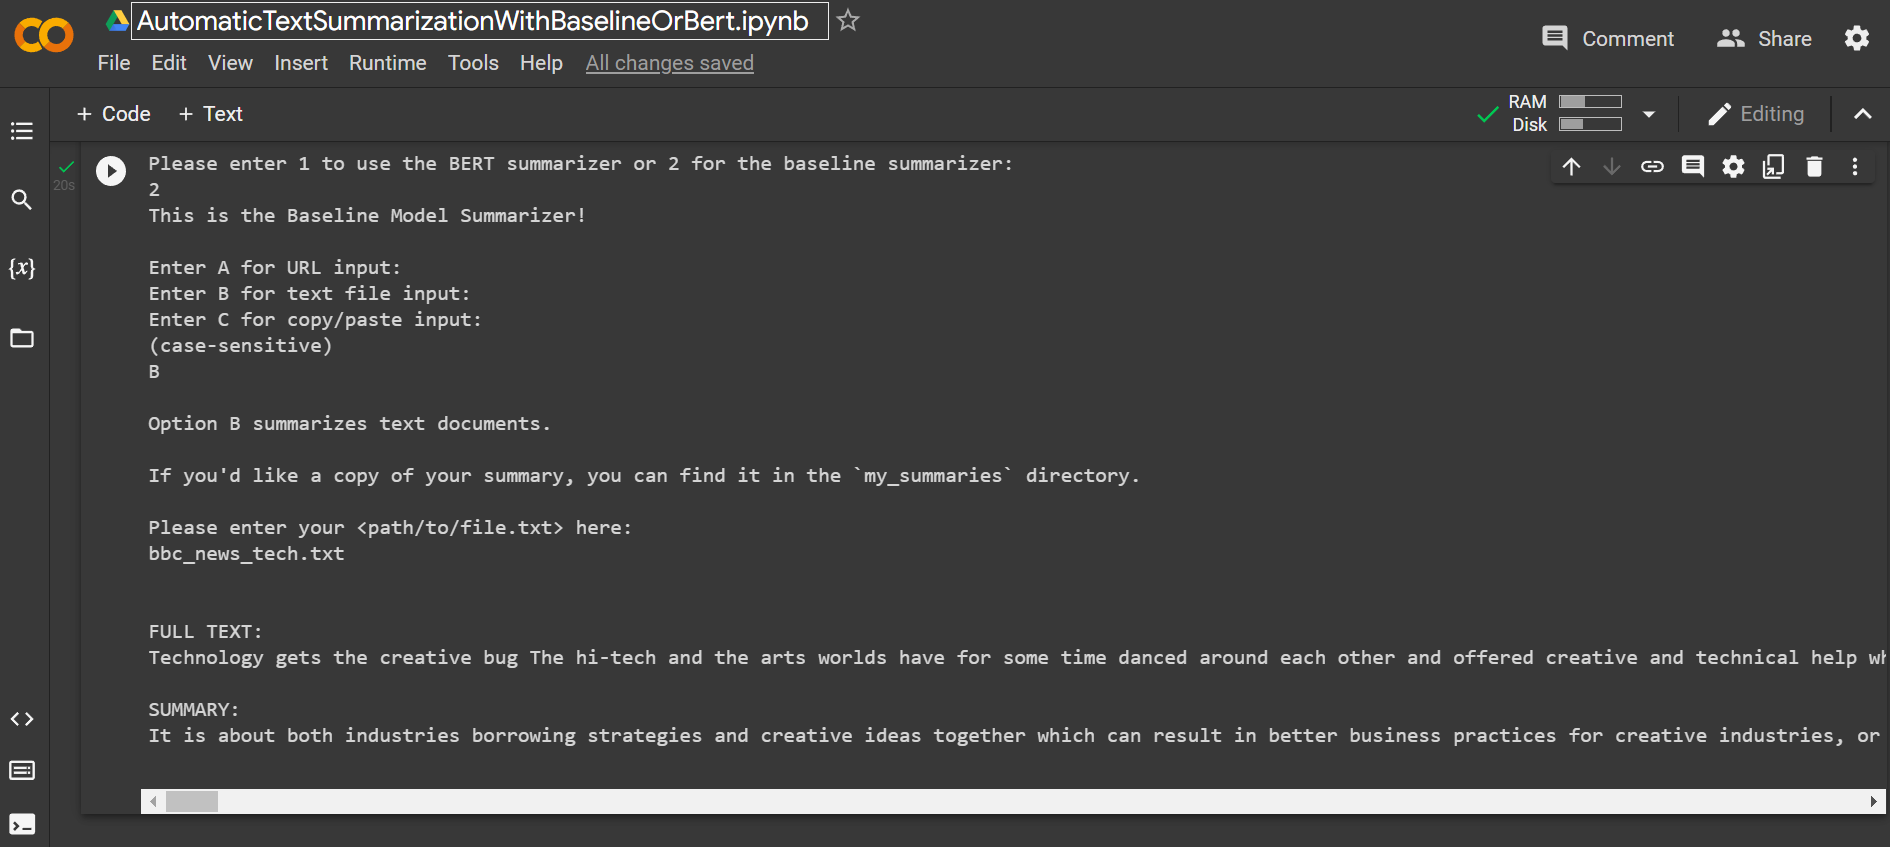 AutomaticTextSummarizationWithBaselineOrBert.ipynb
File Edit View Insert Runtime Tools Help All changes saved
Comment Share
+ Code + Text
RAM
Disk
Editing
20s
Please enter 1 to use the BERT summarizer or 2 for the baseline summarizer:
2
This is the Baseline Model Summarizer!
Enter A for URL input:
Enter B for text file input:
Enter C for copy/paste input:
(case-sensitive)
B
Option B summarizes text documents.
If you'd like a copy of your summary, you can find it in the `my_summaries` directory.
Please enter your <path/to/file.txt> here:
bbc_news_tech.txt
FULL TEXT:
Technology gets the creative bug The hi-tech and the arts worlds have for some time danced around each other and offered creative and technical help wh
SUMMARY:
It is about both industries borrowing strategies and creative ideas together which can result in better business practices for creative industries, or
{x}